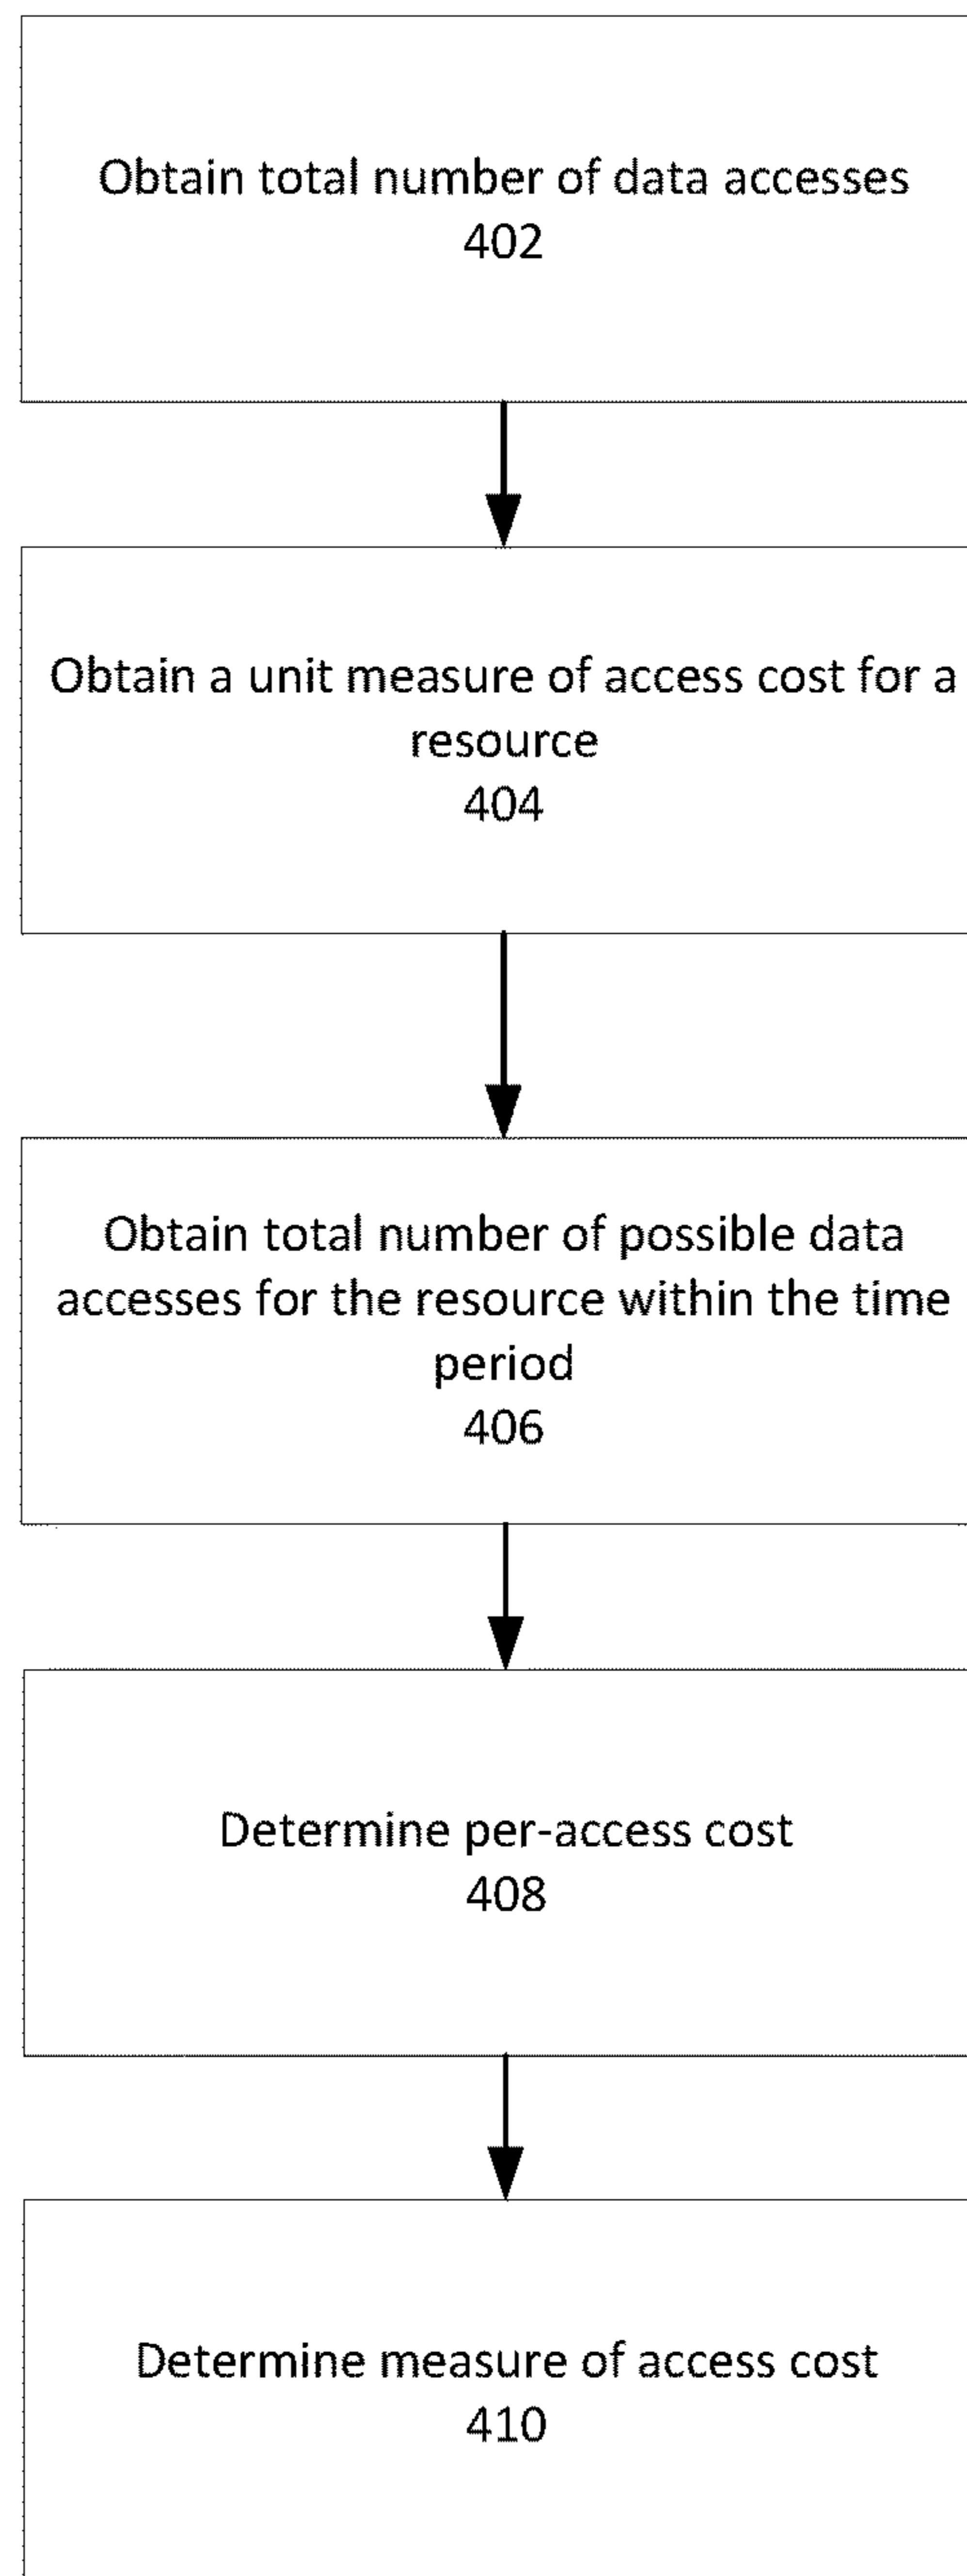 Obtain total number of data accesses
402
Obtain a unit measure of access cost for a
resource
404
Obtain total number of possible data
accesses for the resource within the time
period
406
Determine per-access cost
408
Determine measure of access cost
410